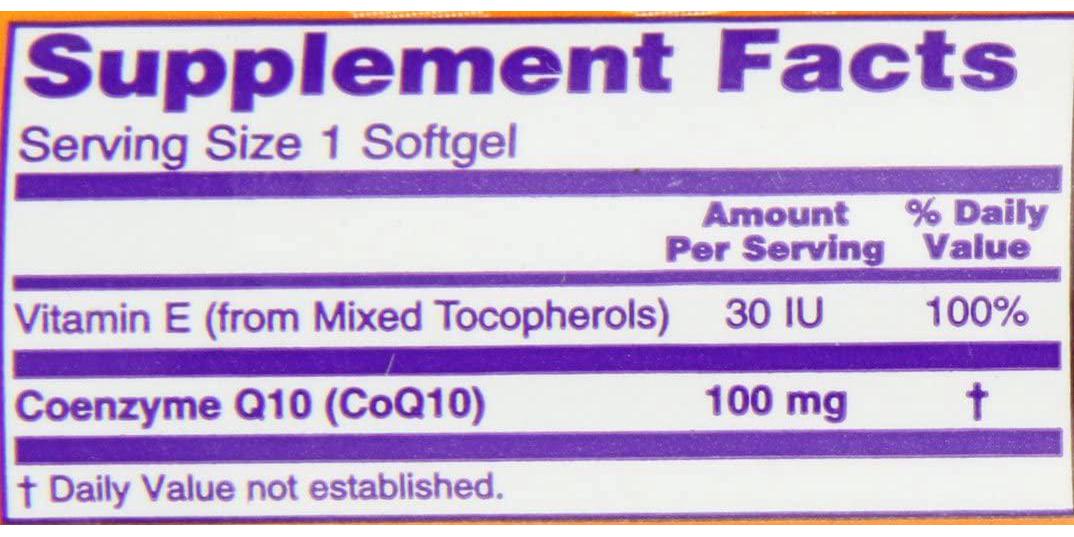 Supplement Facts
Serving Size 1 Softgel
Amount Per Serving % Daily Value
Vitamin E (from Mixed Tocopherols) 30 IU 100%
Coenzyme Q10 (CoQ10) 100 mg †
† Daily Value not established.